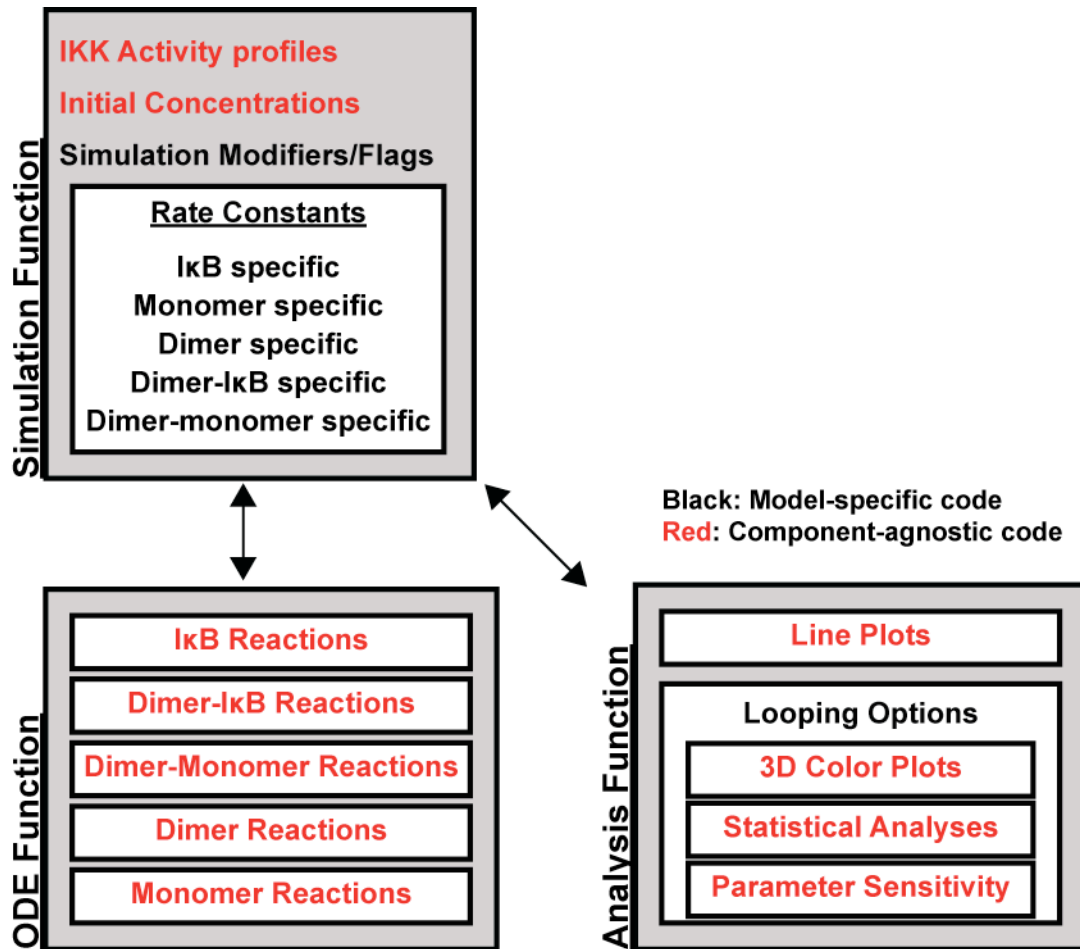 Simulation Function
IKK Activity profiles
Initial Concentrations
Simulation Modifiers/Flags
Rate Constants
IκB specific
Monomer specific
Dimer specific
Dimer-IκB specific
Dimer-monomer specific
Black: Model-specific code
Red: Component-agnostic code
ODE Function
IκB Reactions
Dimer-IκB Reactions
Dimer-Monomer Reactions
Dimer Reactions
Monomer Reactions
Analysis Function
Line Plots
Looping Options
3D Color Plots
Statistical Analyses
Parameter Sensitivity